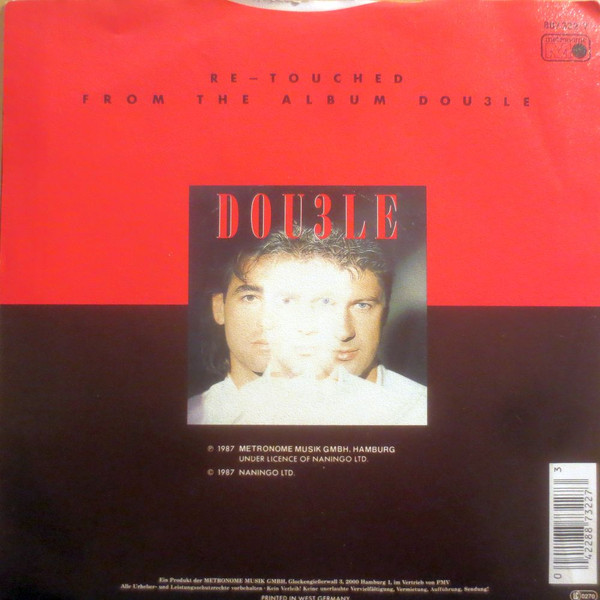 RE–TOUCHED
FROM THE ALBUM DOU3LE
DOU3LE
℗ 1987 METRONOME MUSIK GMBH, HAMBURG
UNDER LICENCE OF NANINGO LTD.
© 1987 NANINGO LTD.
3
0 42288 73227
Ein Produkt der METRONOME MUSIK GMBH, Glockengießerwall 3, 2000 Hamburg 1, im Vertrieb von PMV
Alle Urheber- und Leistungsschutzrechte vorbehalten · Kein Verleih! Keine unerlaubte Vervielfältigung, Vermietung, Aufführung, Sendung!
0270
PRINTED IN WEST GERMANY